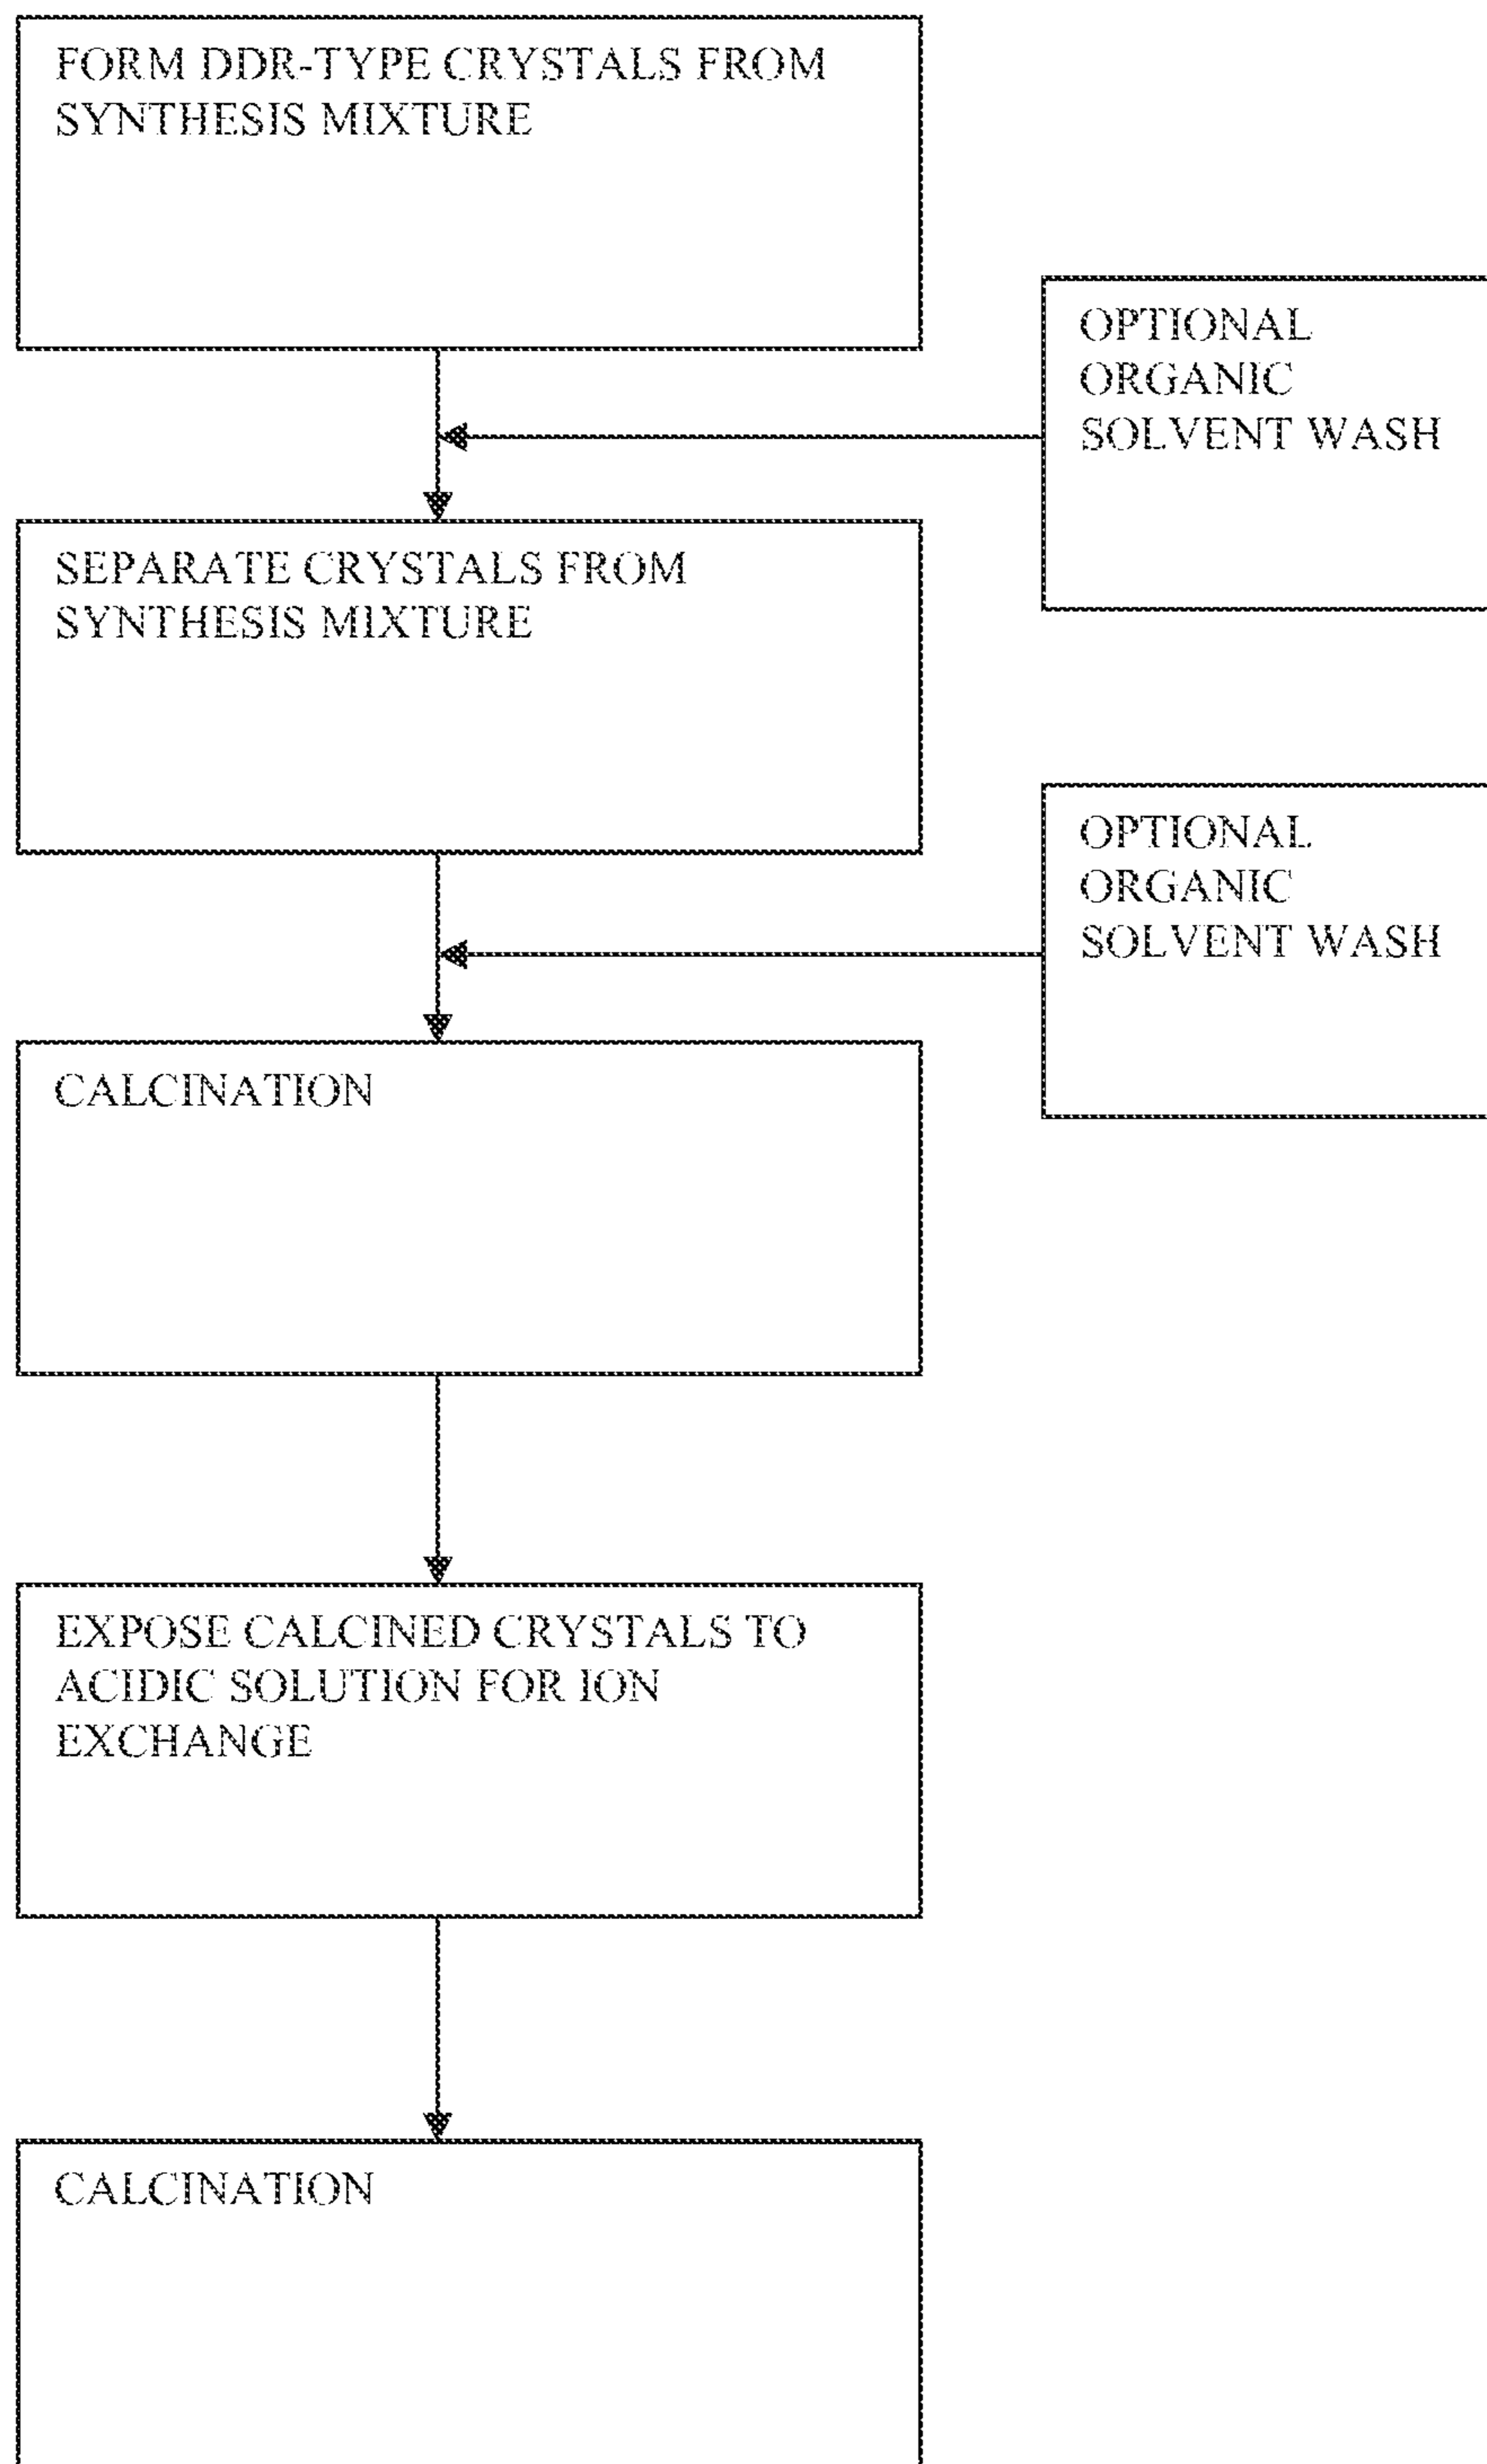 FORM DDR-TYPE CRYSTALS FROM
SYNTHESIS MIXTURE
OPTIONAL
ORGANIC
SOLVENT WASH
SEPARATE CRYSTALS FROM
SYNTHESIS MIXTURE
OPTIONAL
ORGANIC
SOLVENT WASH
CALCINATION
EXPOSE CALCINED CRYSTALS TO
ACIDIC SOLUTION FOR ION
EXCHANGE
CALCINATION